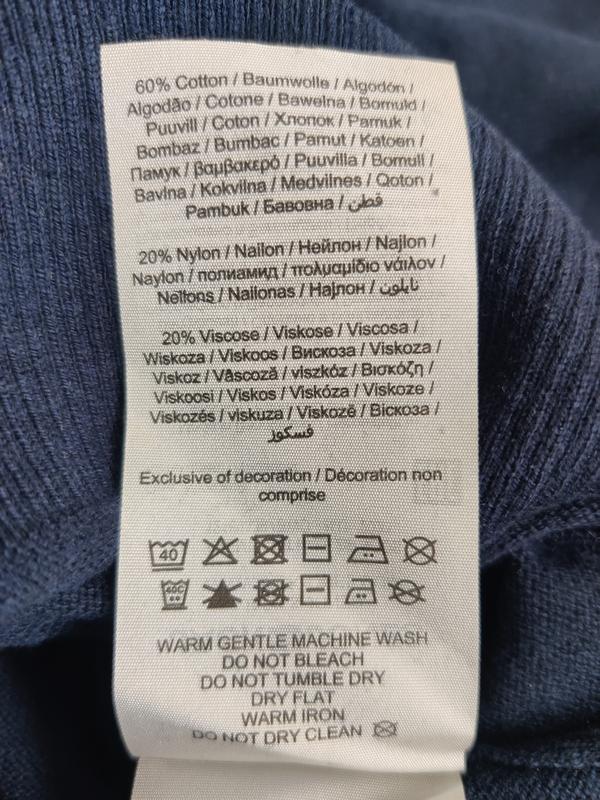 60% Cotton / Baumwolle / Algodón /
Algodão / Cotone / Bawełna / Bomuld /
Puuvill / Coton / Хлопок / Pamuk /
Bombaz / Bumbac / Pamut / Katoen /
Памук / βαμβακερό / Puuvilla / Bomull /
Bavlna / Kokvilna / Medvilnes / Qoton /
Pambuk / Бавовна / قطن
20% Nylon / Nailon / Нейлон / Najlon /
Naylon / полиамид / πολυαμίδιο νάιλον /
Neilons / Nailonas / Најлон / نايلون
20% Viscose / Viskose / Viscosa /
Wiskoza / Viskoos / Вискоза / Viskoza /
Viskoz / Vâscoză / viszkóz / Βισκόζη /
Viskoosi / Viskos / Viskóza / Viskoze /
Viskozés / viskuza / Viskozë / Віскоза /
فسكوز
Exclusive of decoration / Décoration non
comprise
40
40C
WARM GENTLE MACHINE WASH
DO NOT BLEACH
DO NOT TUMBLE DRY
DRY FLAT
WARM IRON
DO NOT DRY CLEAN